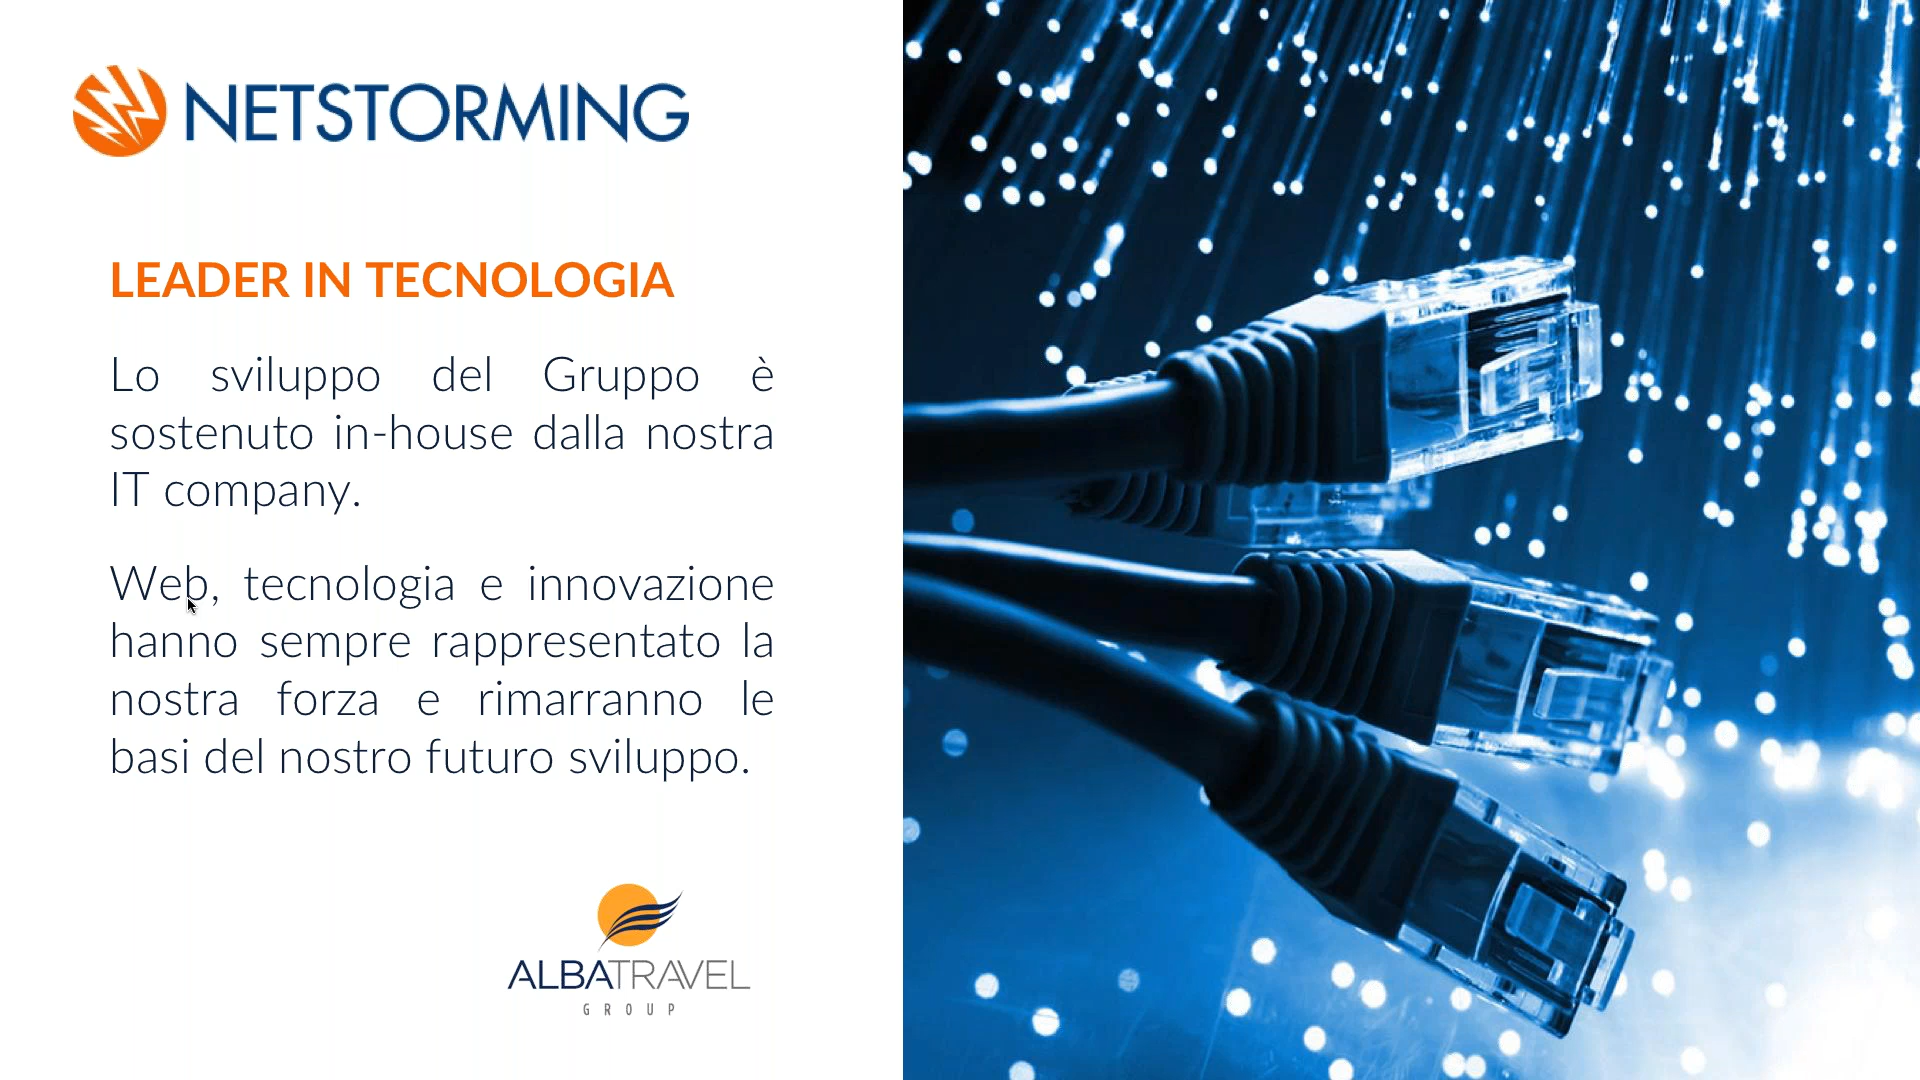 NETSTORMING
LEADER IN TECNOLOGIA
Lo sviluppo del Gruppo è
sostenuto in-house dalla nostra
IT company.
Web, tecnologia e innovazione
hanno sempre rappresentato la
nostra forza e rimarranno le
basi del nostro futuro sviluppo.
ALBATRAVEL
GROUP